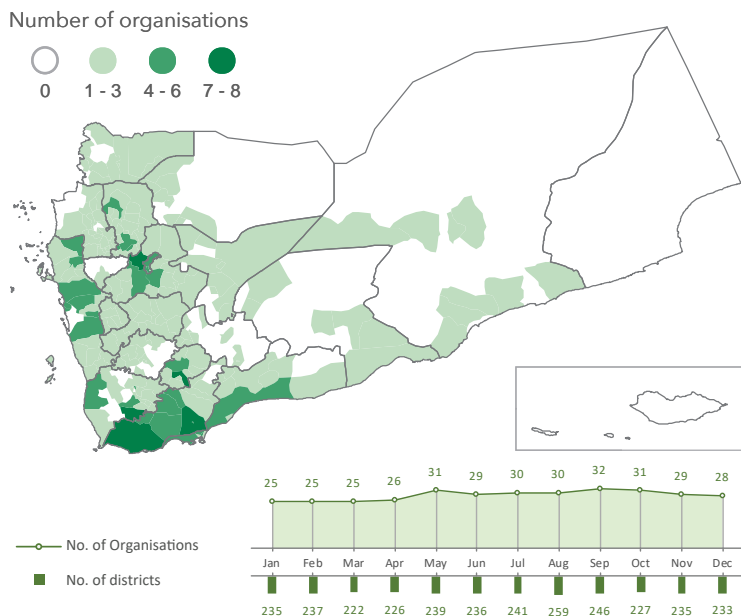 Number of organisations
0 1 - 3 4 - 6 7 - 8
25 25 25 26 31 29 30 30 32 31 29 28
No. of Organisations
Jan Feb Mar Apr May Jun Jul Aug Sep Oct Nov Dec
No. of districts
235 237 222 226 239 236 241 259 246 227 235 233